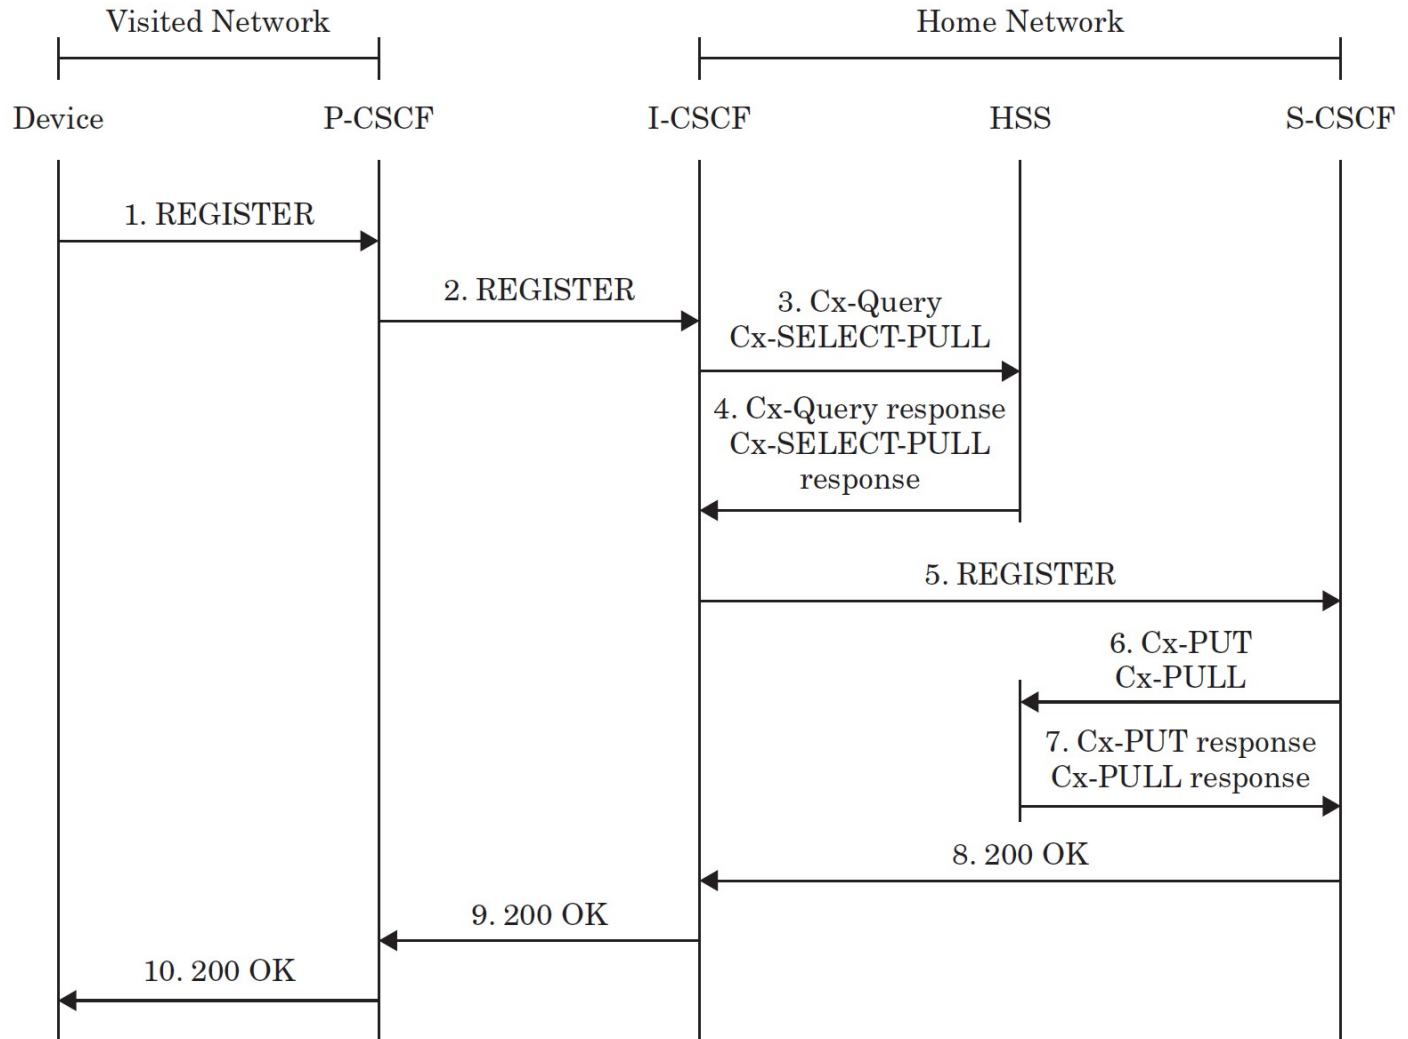 Visited Network
Home Network
Device
P-CSCF
I-CSCF
HSS
S-CSCF
1. REGISTER
2. REGISTER
3. Cx-Query
Cx-SELECT-PULL
4. Cx-Query response
Cx-SELECT-PULL
response
5. REGISTER
6. Cx-PUT
Cx-PULL
7. Cx-PUT response
Cx-PULL response
8. 200 OK
9. 200 OK
10. 200 OK